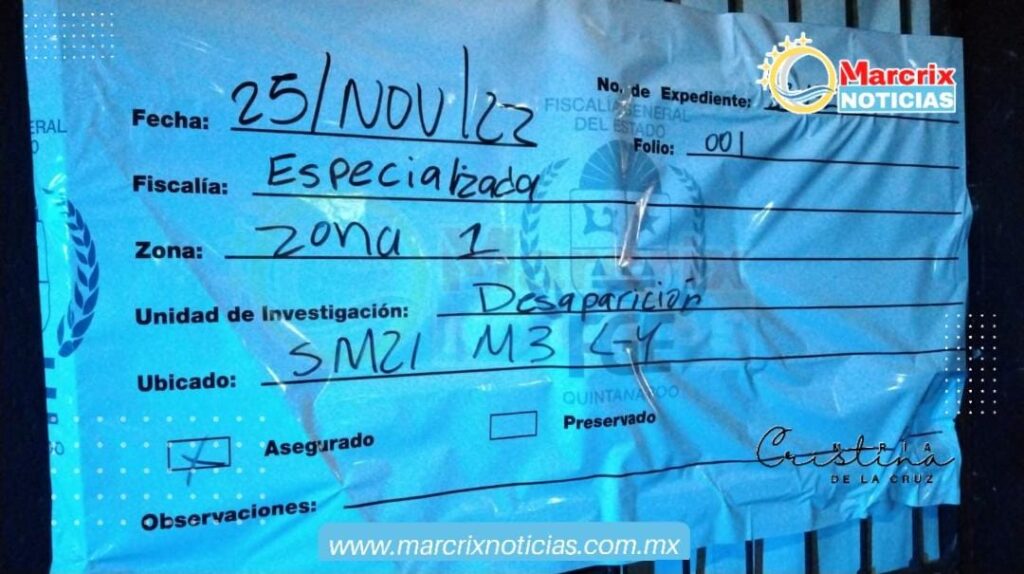 Marcrix
NOTICIAS
Fecha: 25/NOV/22
No. de Expediente:
FISCALÍA GENERAL
DEL ESTADO
Folio: 001
Fiscalía: Especializada
Zona: Zona 1
Unidad de Investigación: Desaparición
Ubicado: SM21 M3 L-Y
QUINTANA ROO
Asegurado
Preservado
Observaciones:
Cristina
DE LA CRUZ
www.marcrixnoticias.com.mx